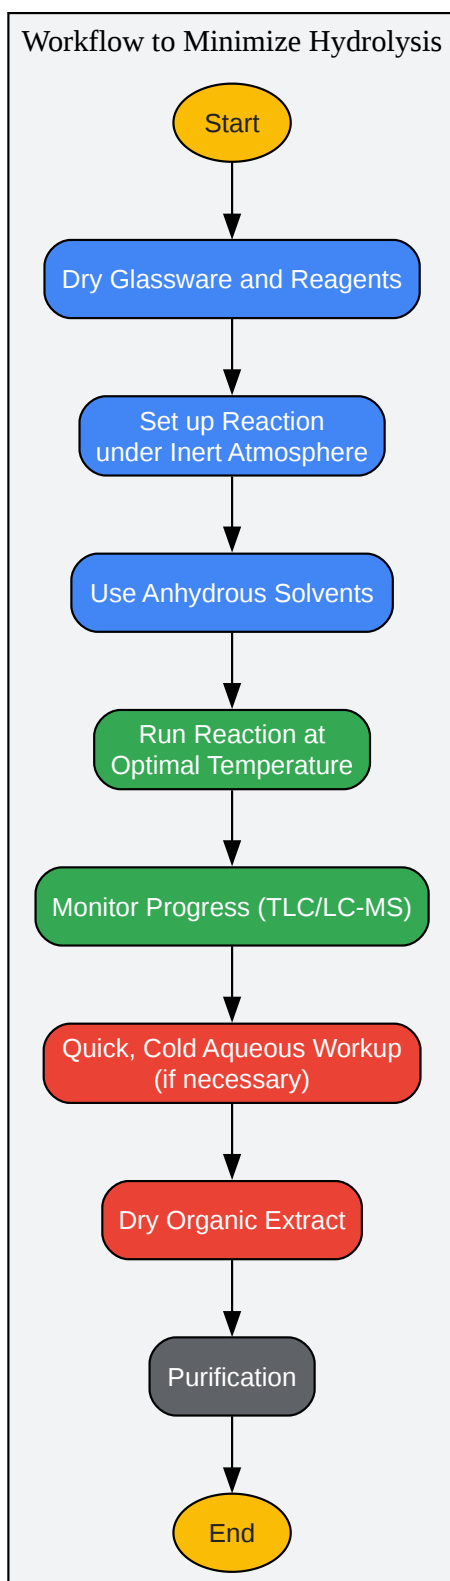 Workflow to Minimize Hydrolysis
Start
Dry Glassware and Reagents
Set up Reaction
under Inert Atmosphere
Use Anhydrous Solvents
Run Reaction at
Optimal Temperature
Monitor Progress (TLC/LC-MS)
Quick, Cold Aqueous Workup
(if necessary)
Dry Organic Extract
Purification
End